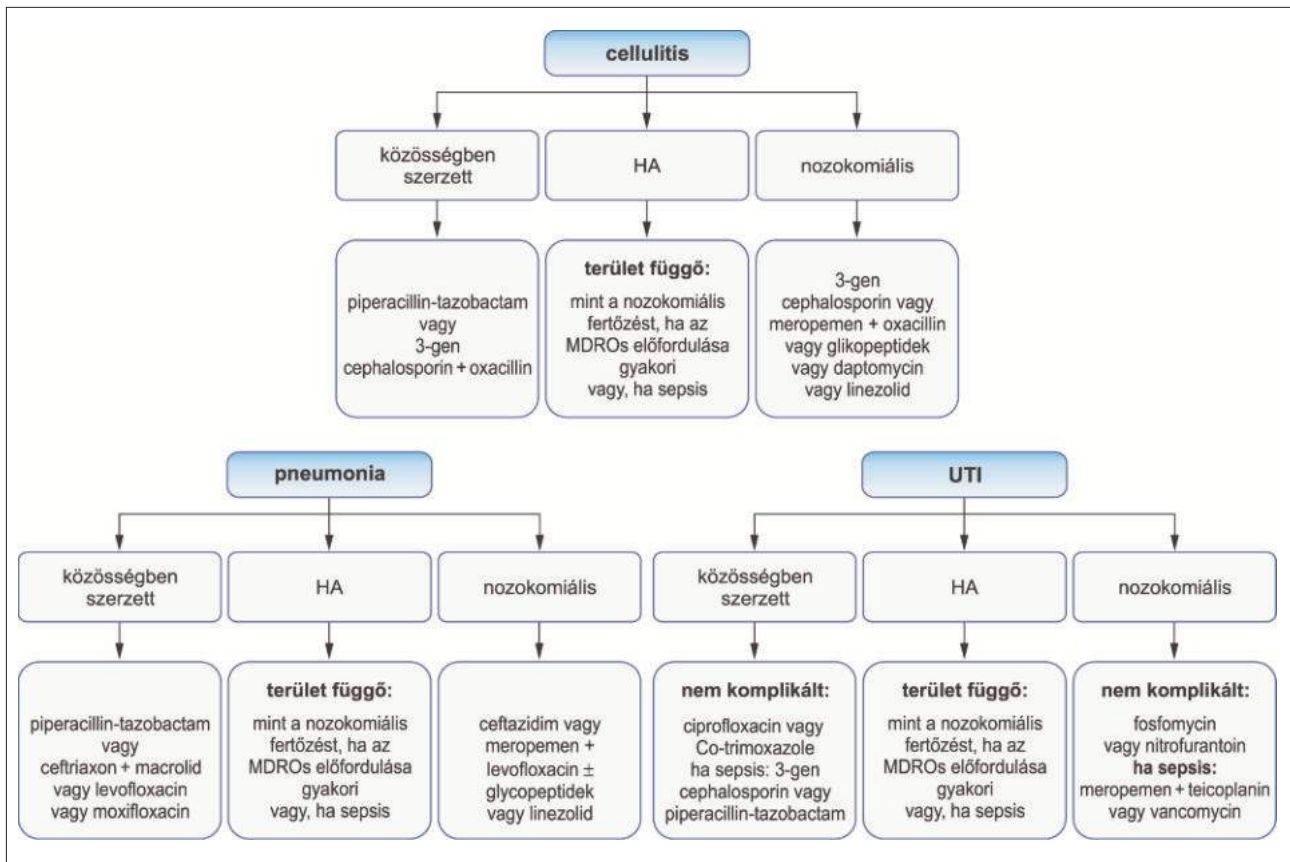 cellulitis
közösségben
szerzett
HA
nozokomiális
piperacillin-tazobactam
vagy
3-gen
cephalosporin + oxacillin
terület függő:
mint a nozokomiális
fertőzést, ha az
MDROs előfordulása
gyakori
vagy, ha sepsis
3-gen
cephalosporin vagy
meropemen + oxacillin
vagy glikopeptidek
vagy daptomycin
vagy linezolid
pneumonia
közösségben
szerzett
HA
nozokomiális
piperacillin-tazobactam
vagy
ceftriaxon + macrolid
vagy levofloxacin
vagy moxifloxacin
terület függő:
mint a nozokomiális
fertőzést, ha az
MDROs előfordulása
gyakori
vagy, ha sepsis
ceftazidim vagy
meropemen +
levofloxacin ±
glycopeptidek
vagy linezolid
UTI
közösségben
szerzett
HA
nozokomiális
nem komplikált:
ciprofloxacin vagy
Co-trimoxazole
ha sepsis: 3-gen
cephalosporin vagy
piperacillin-tazobactam
terület függő:
mint a nozokomiális
fertőzést, ha az
MDROs előfordulása
gyakori
vagy, ha sepsis
nem komplikált:
fosfomycin
vagy nitrofurantoin
ha sepsis:
meropemen + teicoplanin
vagy vancomycin